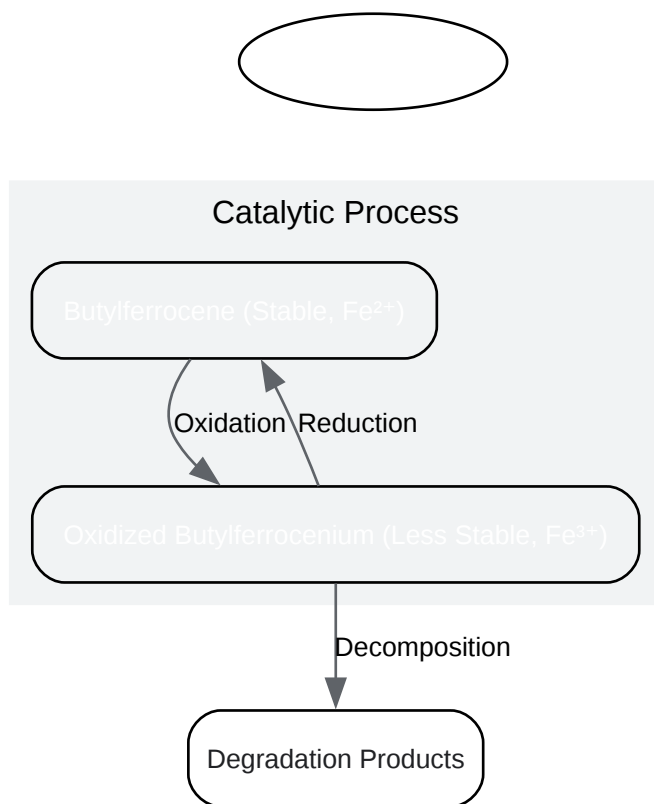 Catalytic Process
Butylferrocene (Stable, Fe²⁺)
Oxidation
Reduction
Oxidized Butylferrocenium (Less Stable, Fe³⁺)
Decomposition
Degradation Products